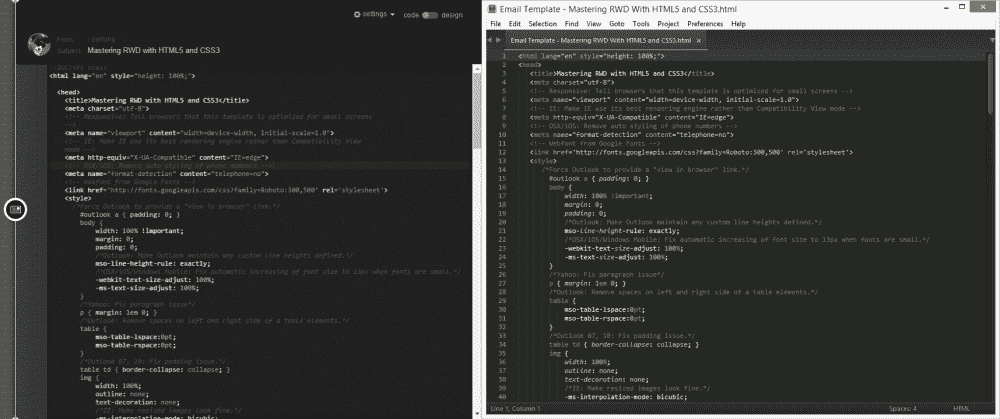 settings
code design
From parsing
Subject Mastering RWD With HTML5 and CSS3
<!DOCTYPE html>
<html lang="en" style="height: 100%;">
<head>
<title>Mastering RWD with HTML5 and CSS3</title>
<meta charset="utf-8">
<!-- Responsive: Tell browsers that this template is optimized for small screens
-->
<meta name="viewport" content="width=device-width, initial-scale=1.0">
<!-- IE: Make IE use its best rendering engine rather than Compatibility View
mode -->
<meta http-equiv="X-UA-Compatible" content="IE=edge">
<!-- OSX/iOS: Remove auto styling of phone numbers -->
<meta name="format-detection" content="telephone=no">
<!-- Webfont from Google Fonts -->
<link href='http://fonts.googleapis.com/css?family=Roboto:300,500' rel='stylesheet'>
<style>
/*Force Outlook to provide a "view in browser" link.*/
#outlook a { padding: 0; }
body {
width: 100% !important;
margin: 0;
padding: 0;
/*Outlook: Make Outlook maintain any custom line heights defined.*/
mso-line-height-rule: exactly;
/*OSX/iOS/Windows Mobile: Fix automatic increasing of font size to 13px when fonts are small.*/
-webkit-text-size-adjust: 100%;
-ms-text-size-adjust: 100%;
}
/*Yahoo: Fix paragraph issue*/
p { margin: 1em 0; }
/*Outlook: Remove spaces on left and right side of a table elements.*/
table {
mso-table-lspace:0pt;
mso-table-rspace:0pt;
}
/*Outlook 07, 10: Fix padding issue.*/
table td { border-collapse: collapse; }
img {
width: 100%;
outline: none;
text-decoration: none;
/*IE: Make resized images look fine.*/
-ms-interpolation-mode: bicubic;
Email Template - Mastering RWD With HTML5 and CSS3.html
File Edit Selection Find View Goto Tools Project Preferences Help
Email Template - Mastering RWD With HTML5 and CSS3.html ×
1 <html lang="en" style="height: 100%;">
2 <head>
3 <title>Mastering RWD With HTML5 and CSS3</title>
4 <meta charset="utf-8">
5 <!-- Responsive: Tell browsers that this template is optimized for small screens -->
6 <meta name="viewport" content="width=device-width, initial-scale=1.0">
7 <!-- IE: Make IE use its best rendering engine rather than Compatibility View mode -->
8 <meta http-equiv="X-UA-Compatible" content="IE=edge">
9 <!-- OSX/iOS: Remove auto styling of phone numbers -->
10 <meta name="format-detection" content="telephone=no">
11 <!-- Webfont from Google Fonts -->
12 <link href='http://fonts.googleapis.com/css?family=Roboto:300,500' rel='stylesheet'>
13 <style>
14 /*Force Outlook to provide a "view in browser" link.*/
15 #outlook a { padding: 0; }
16 body {
17 width: 100% !important;
18 margin: 0;
19 padding: 0;
20 /*Outlook: Make Outlook maintain any custom line heights defined.*/
21 mso-line-height-rule: exactly;
22 /*OSX/iOS/Windows Mobile: Fix automatic increasing of font size to 13px when fonts are small.*/
23 -webkit-text-size-adjust: 100%;
24 -ms-text-size-adjust: 100%;
25 }
26 /*Yahoo: Fix paragraph issue*/
27 p { margin: 1em 0; }
28 /*Outlook: Remove spaces on left and right side of a table elements.*/
29 table {
30 mso-table-lspace:0pt;
31 mso-table-rspace:0pt;
32 }
33 /*Outlook 07, 10: Fix padding issue.*/
34 table td { border-collapse: collapse; }
35 img {
36 width: 100%;
37 outline: none;
38 text-decoration: none;
39 /*IE: Make resized images look fine.*/
40 -ms-interpolation-mode: bicubic;
Line 1, Column 1 Spaces: 4 HTML